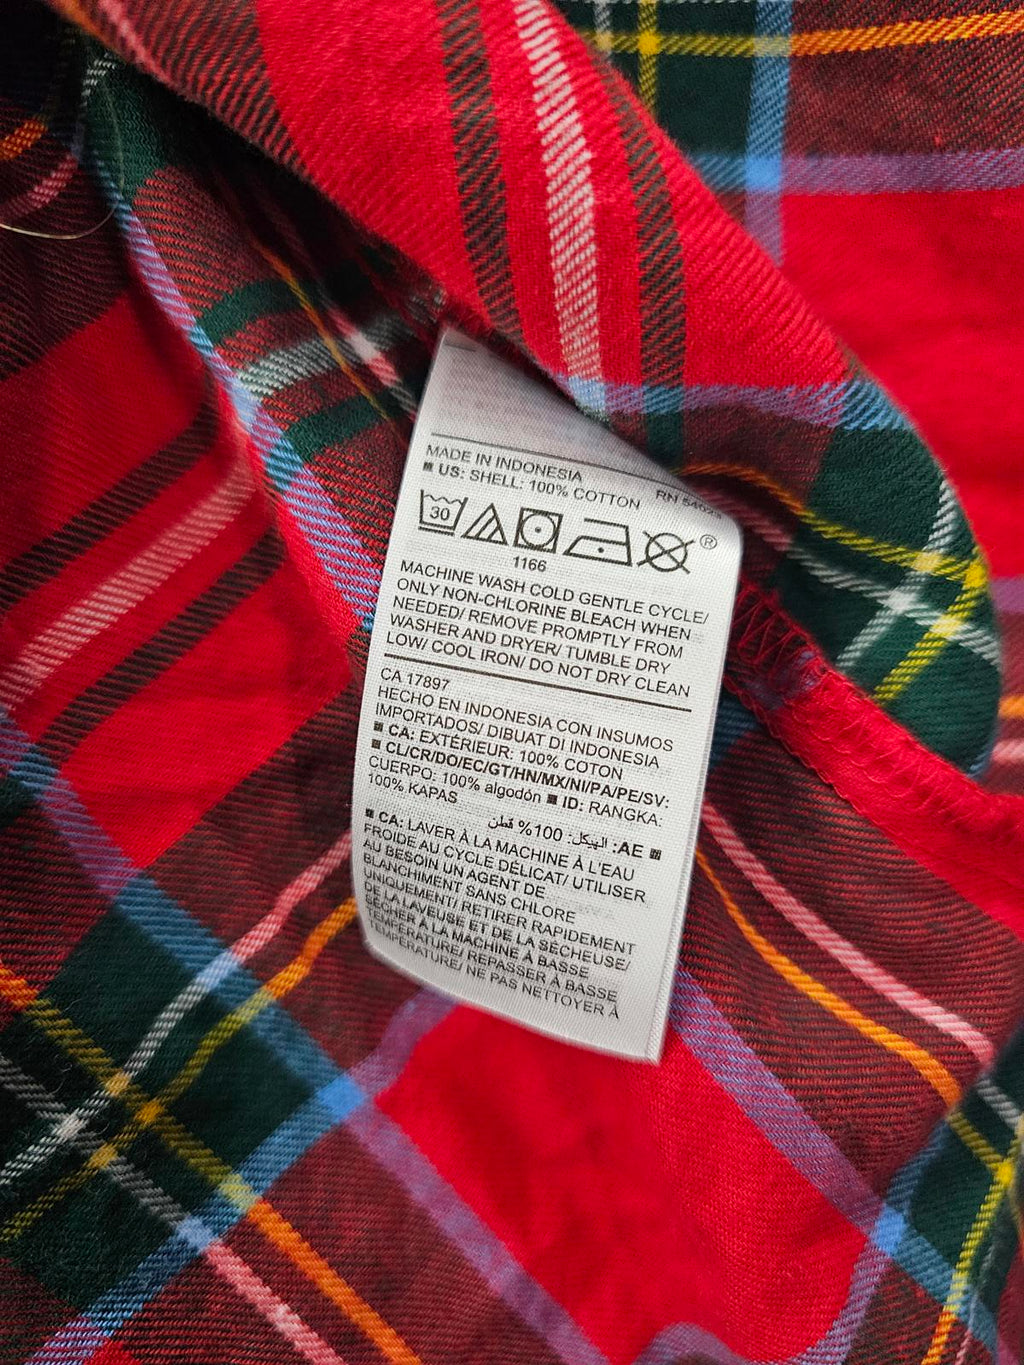 MADE IN INDONESIA
■ US: SHELL: 100% COTTON RN
30 ®
1166
MACHINE WASH COLD GENTLE CYCLE/
ONLY NON-CHLORINE BLEACH WHEN
NEEDED/ REMOVE PROMPTLY FROM
WASHER AND DRYER/ TUMBLE DRY
LOW/ COOL IRON/ DO NOT DRY CLEAN
CA 17897
HECHO EN INDONESIA CON INSUMOS
IMPORTADOS/ DIBUAT DI INDONESIA
■ CA: EXTÉRIEUR: 100% COTON
■ CL/CR/DO/EC/GT/HN/MX/NI/PA/PE/SV:
CUERPO: 100% algodón ■ ID: RANGKA:
100% KAPAS
■ AE: الهيكل: 100% قطن
■ CA: LAVER À LA MACHINE À L'EAU
FROIDE AU CYCLE DÉLICAT/ UTILISER
AU BESOIN UN AGENT DE
BLANCHIMENT SANS CHLORE
UNIQUEMENT/ RETIRER RAPIDEMENT
DE LA LAVEUSE ET DE LA SÉCHEUSE/
SÉCHER À LA MACHINE À BASSE
TEMPÉRATURE/ REPASSER À BASSE
TEMPÉRATURE/ NE PAS NETTOYER À